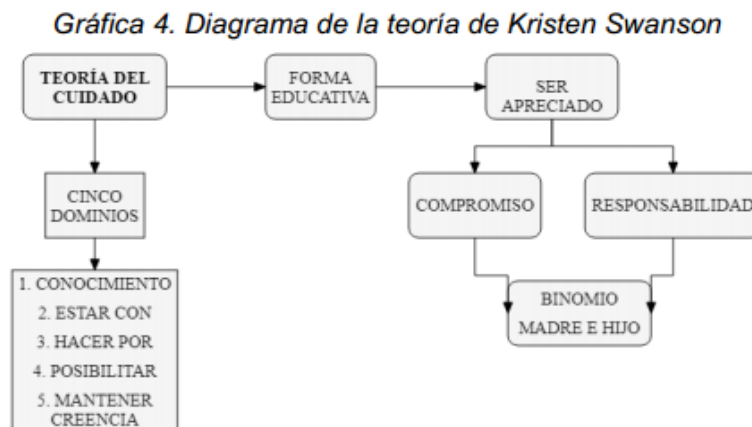 Gráfica 4. Diagrama de la teoría de Kristen Swanson
TEORÍA DEL
CUIDADO
FORMA
EDUCATIVA
SER
APRECIADO
CINCO
DOMINIOS
COMPROMISO
RESPONSABILIDAD
1. CONOCIMIENTO
2. ESTAR CON
3. HACER POR
4. POSIBILITAR
5. MANTENER
CREENCIA
BINOMIO
MADRE E HIJO